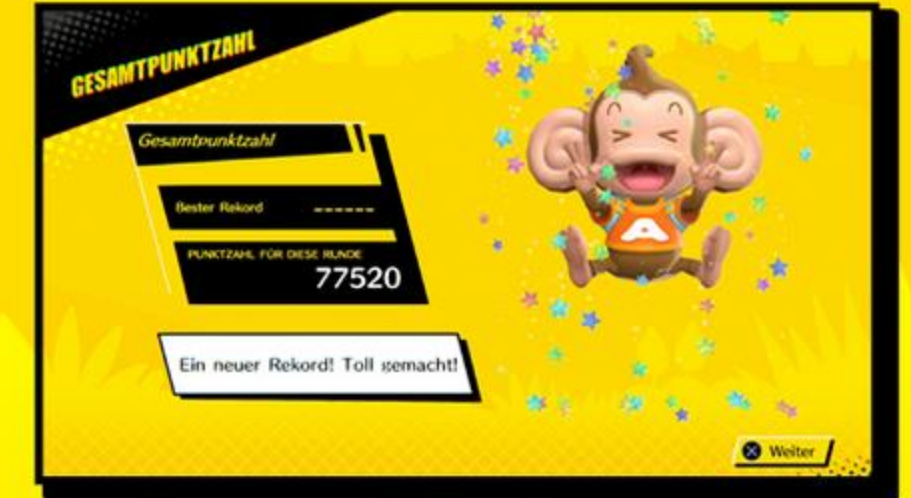 GESAMTPUNKTZAHL
Gesamtpunktzahl
Bester Rekord ------
PUNKTZAHL FÜR DIESE RUNDE
77520
Ein neuer Rekord! Toll gemacht!
A
Weiter